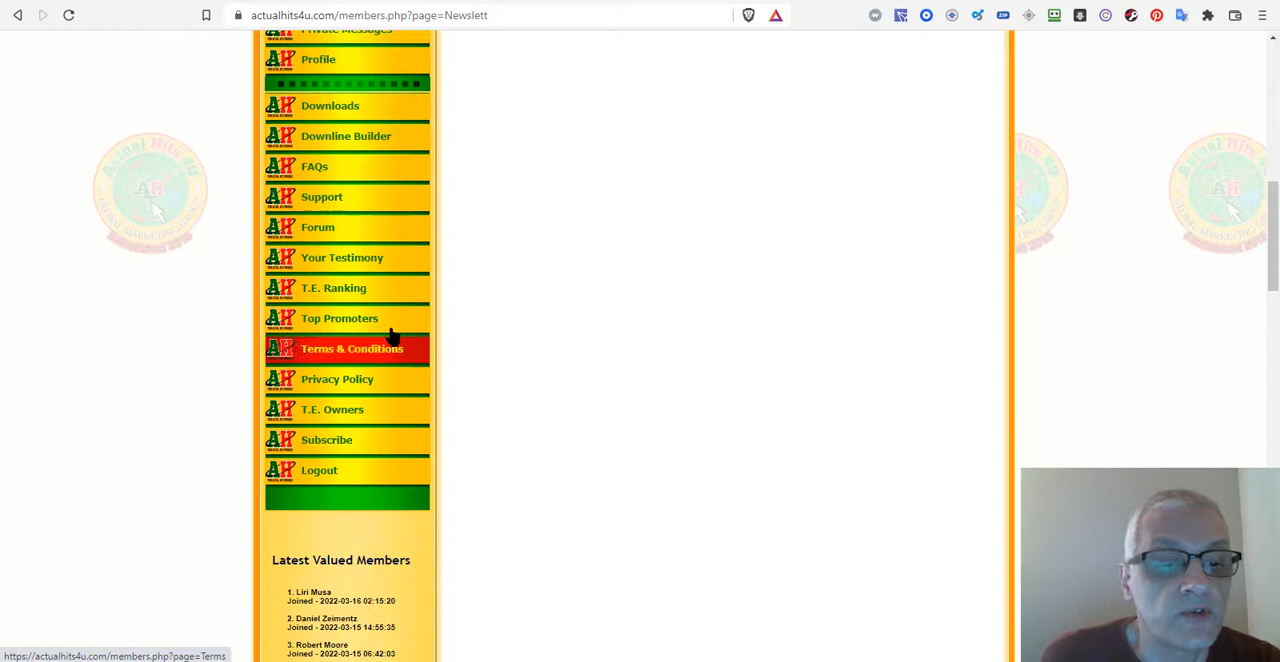 actualhits4u.com/members.php?page=Newslett
Private Messages
Profile
Downloads
Downline Builder
FAQs
Support
Forum
Your Testimony
T.E. Ranking
Top Promoters
Terms & Conditions
Privacy Policy
T.E. Owners
Subscribe
Logout
Latest Valued Members
1. Liri Musa
Joined - 2022-03-16 02:15:20
2. Daniel Zeimentz
Joined - 2022-03-15 14:55:35
3. Robert Moore
Joined - 2022-03-15 06:42:03
https://actualhits4u.com/members.php?page=Terms